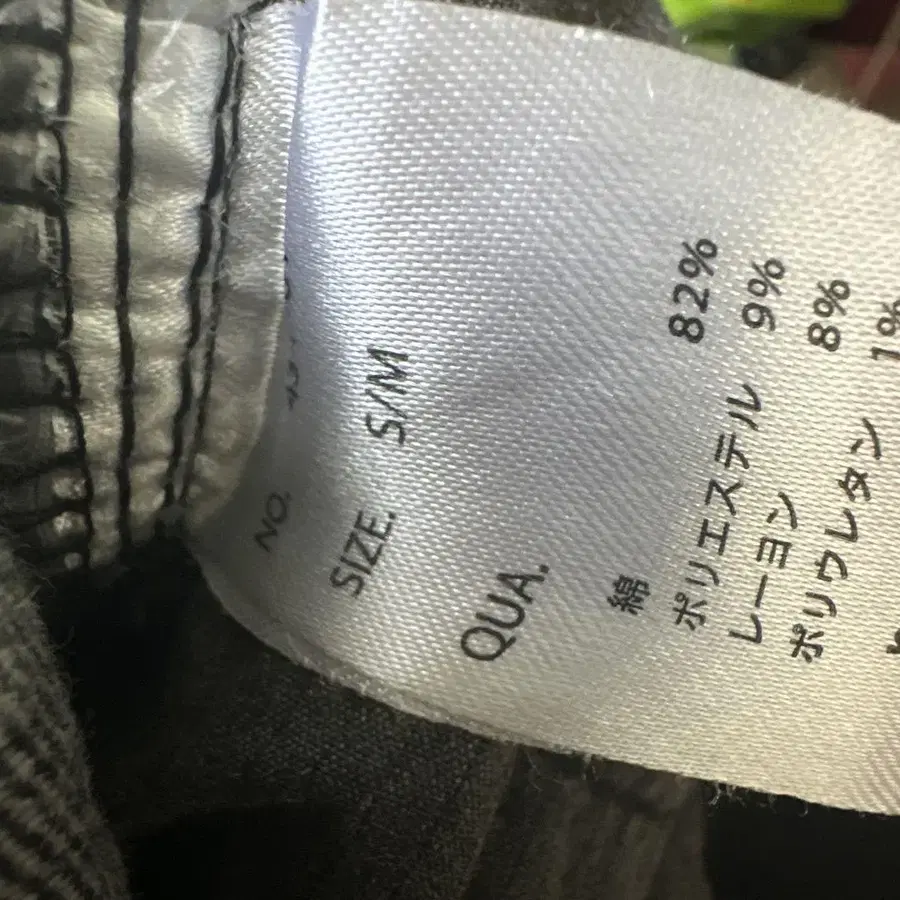 NO.
SIZE. S/M
QUA.
綿 82%
ポリエステル 9%
レーヨン 8%
ポリウレタン 1%